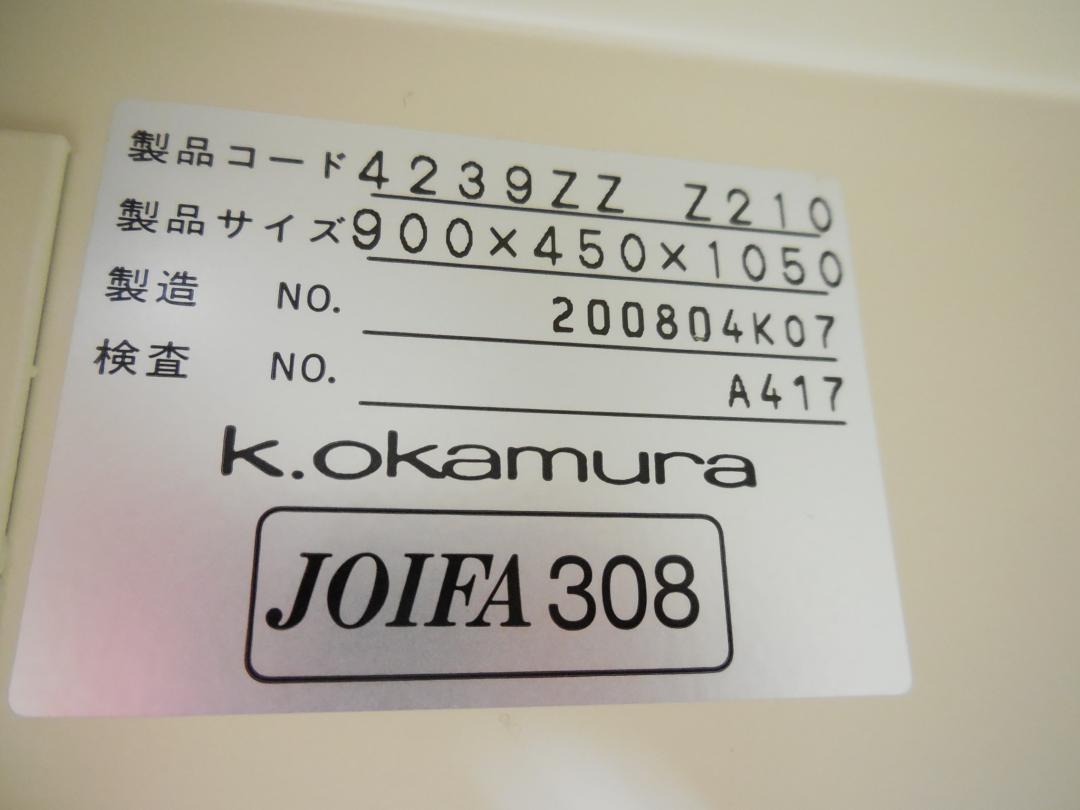 製品コード 4239ZZ Z210
製品サイズ 900×450×1050
製造 NO. 200804K07
検査 NO. A417
k.okamura
JOIFA 308